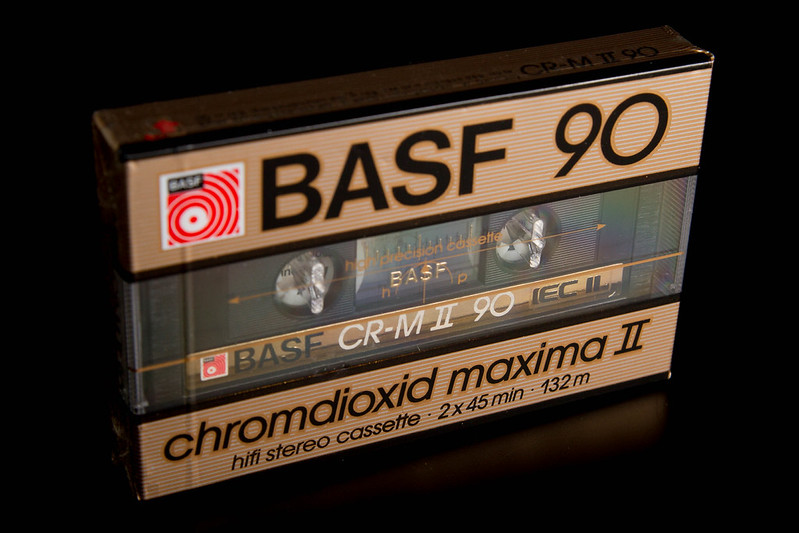 CR-M II 90
BASF
BASF 90
high precision cassette
BASF
h p
BASF CR-M II 90 IEC II
chromdioxid maxima II
hifi stereo cassette · 2 x 45 min · 132 m